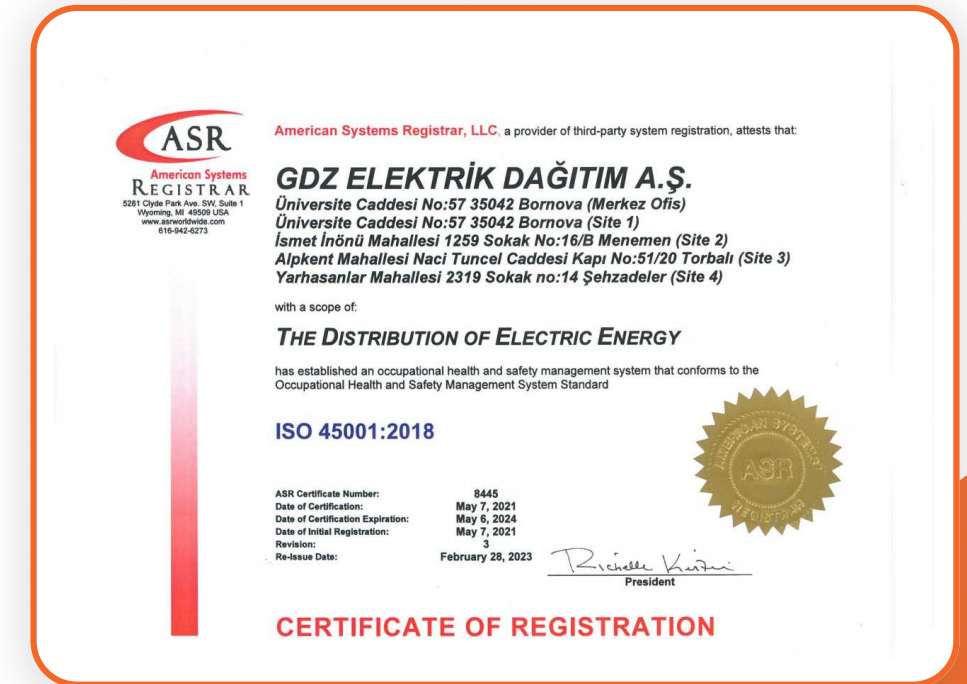 ASR
American Systems
REGISTRAR
5281 Clyde Park Ave. SW, Suite 1
Wyoming, MI 49509 USA
www.asrworldwide.com
616-942-6273
American Systems Registrar, LLC, a provider of third-party system registration, attests that:
GDZ ELEKTRİK DAĞITIM A.Ş.
Üniversite Caddesi No:57 35042 Bornova (Merkez Ofis)
Üniversite Caddesi No:57 35042 Bornova (Site 1)
İsmet İnönü Mahallesi 1259 Sokak No:16/B Menemen (Site 2)
Alpkent Mahallesi Naci Tuncel Caddesi Kapı No:51/20 Torbalı (Site 3)
Yarhasanlar Mahallesi 2319 Sokak no:14 Şehzadeler (Site 4)
with a scope of:
THE DISTRIBUTION OF ELECTRIC ENERGY
has established an occupational health and safety management system that conforms to the
Occupational Health and Safety Management System Standard
ISO 45001:2018
AMERICAN SYSTEMS
ASR
REGISTRAR
ASR Certificate Number: 8445
Date of Certification: May 7, 2021
Date of Certification Expiration: May 6, 2024
Date of Initial Registration: May 7, 2021
Revision: 3
Re-Issue Date: February 28, 2023
President
CERTIFICATE OF REGISTRATION